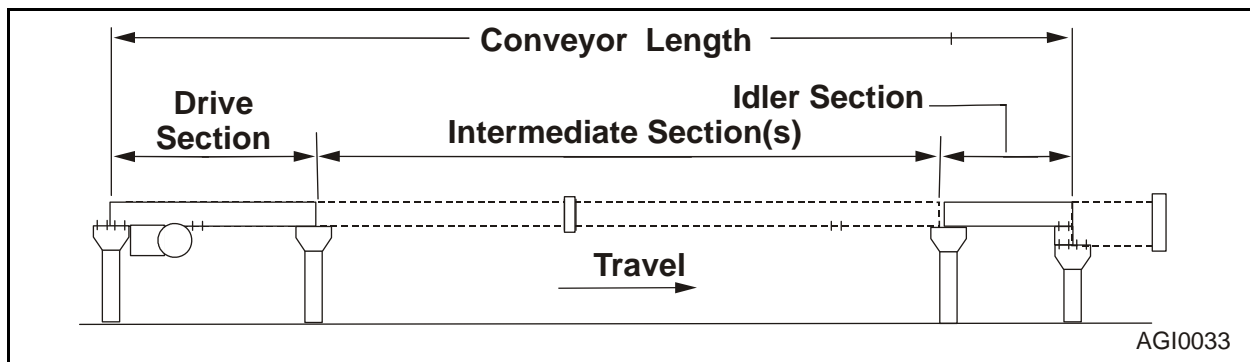 Conveyor Length
Drive
Section
Idler Section
Intermediate Section(s)
Travel
AGI0033